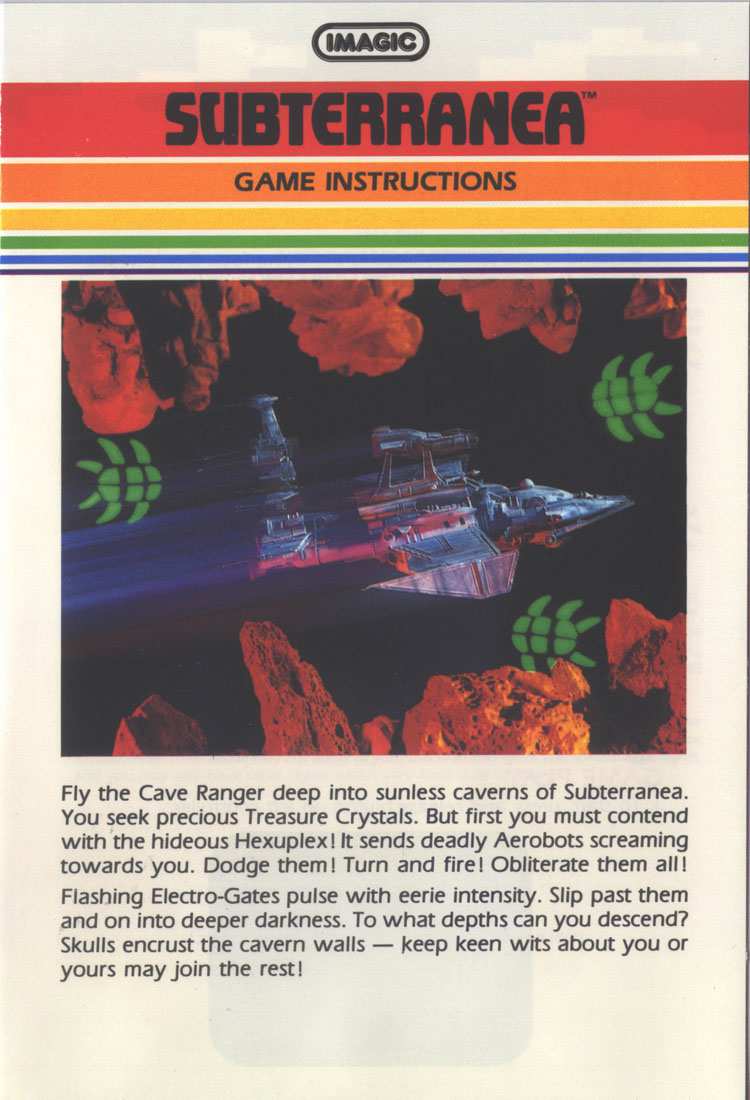 IMAGIC
SUBTERRANEA™
GAME INSTRUCTIONS
Fly the Cave Ranger deep into sunless caverns of Subterranea.
You seek precious Treasure Crystals. But first you must contend
with the hideous Hexuplex! It sends deadly Aerobots screaming
towards you. Dodge them! Turn and fire! Obliterate them all!
Flashing Electro-Gates pulse with eerie intensity. Slip past them
and on into deeper darkness. To what depths can you descend?
Skulls encrust the cavern walls — keep keen wits about you or
yours may join the rest!